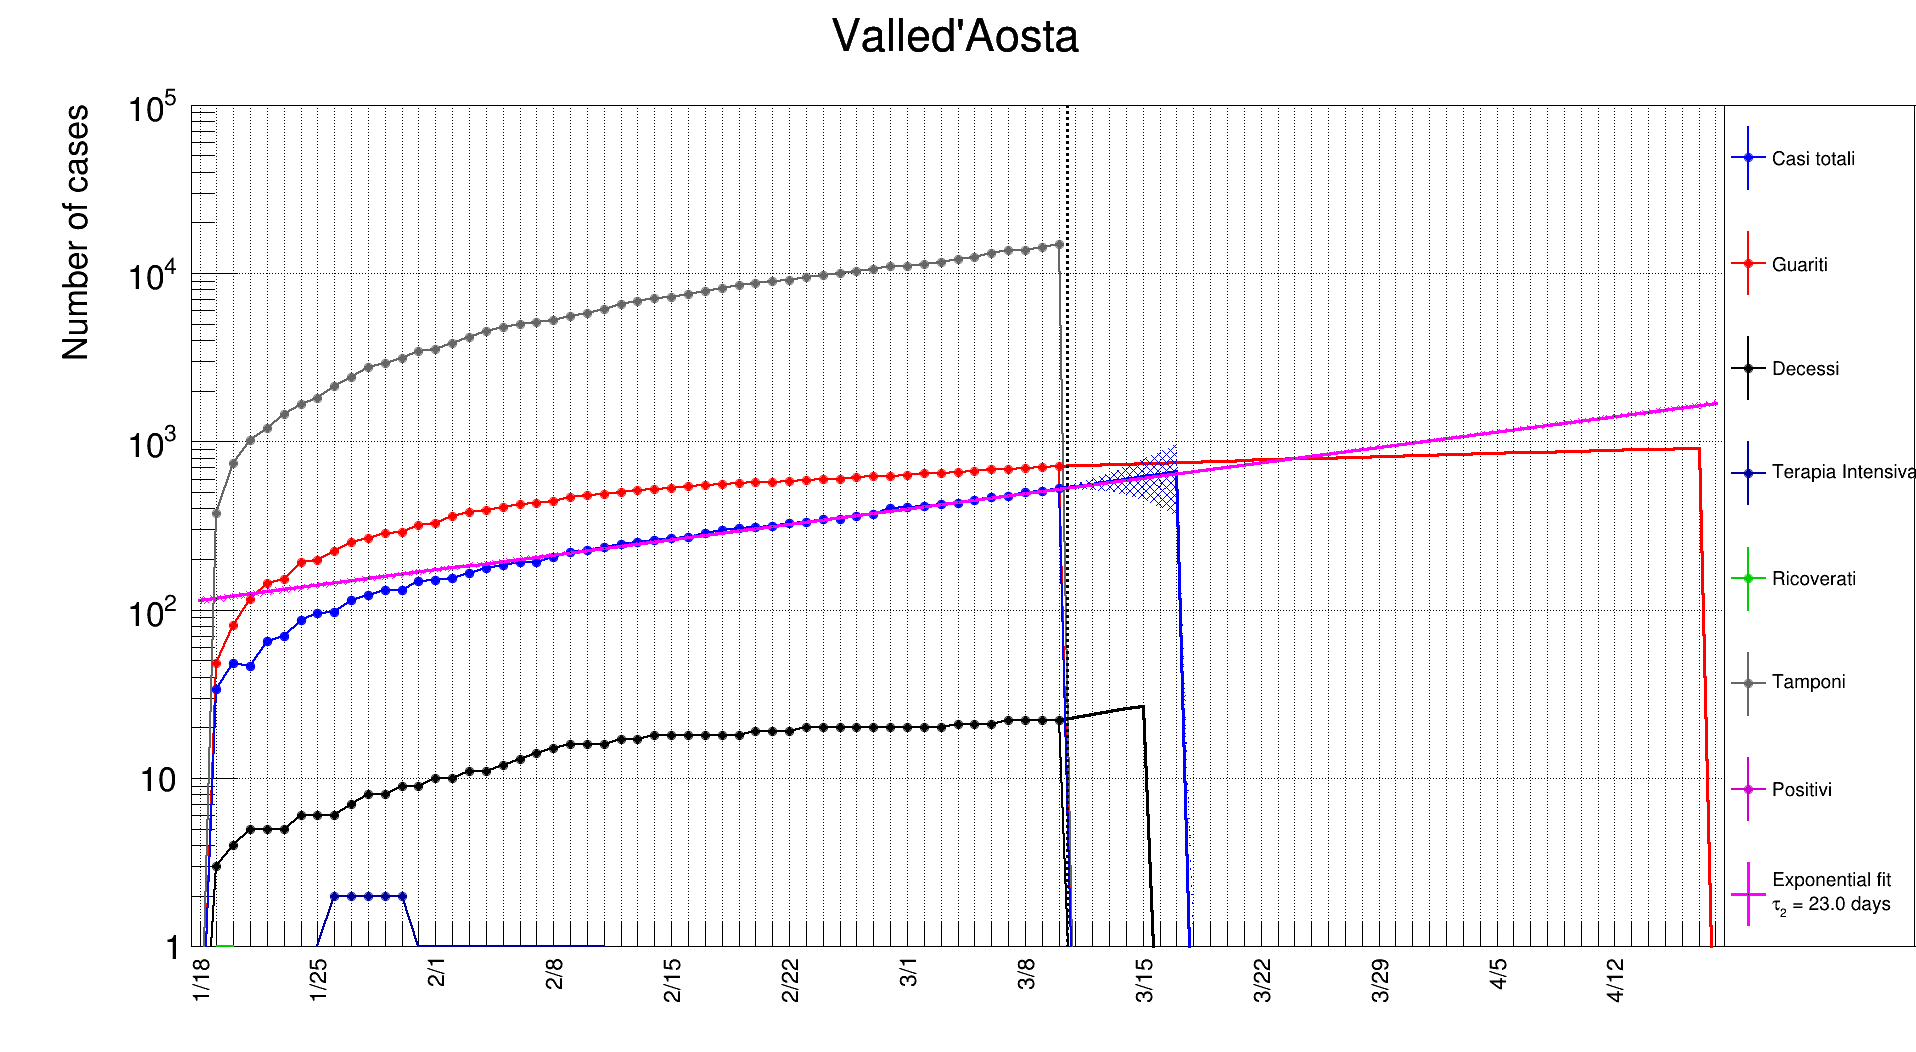 Valled'Aosta
Number of cases
10^5
10^4
10^3
10^2
10
1
1/18
1/25
2/1
2/8
2/15
2/22
3/1
3/8
3/15
3/22
3/29
4/5
4/12
Casi totali
Guariti
Decessi
Terapia Intensiva
Ricoverati
Tamponi
Positivi
Exponential fit
τ_2 = 23.0 days